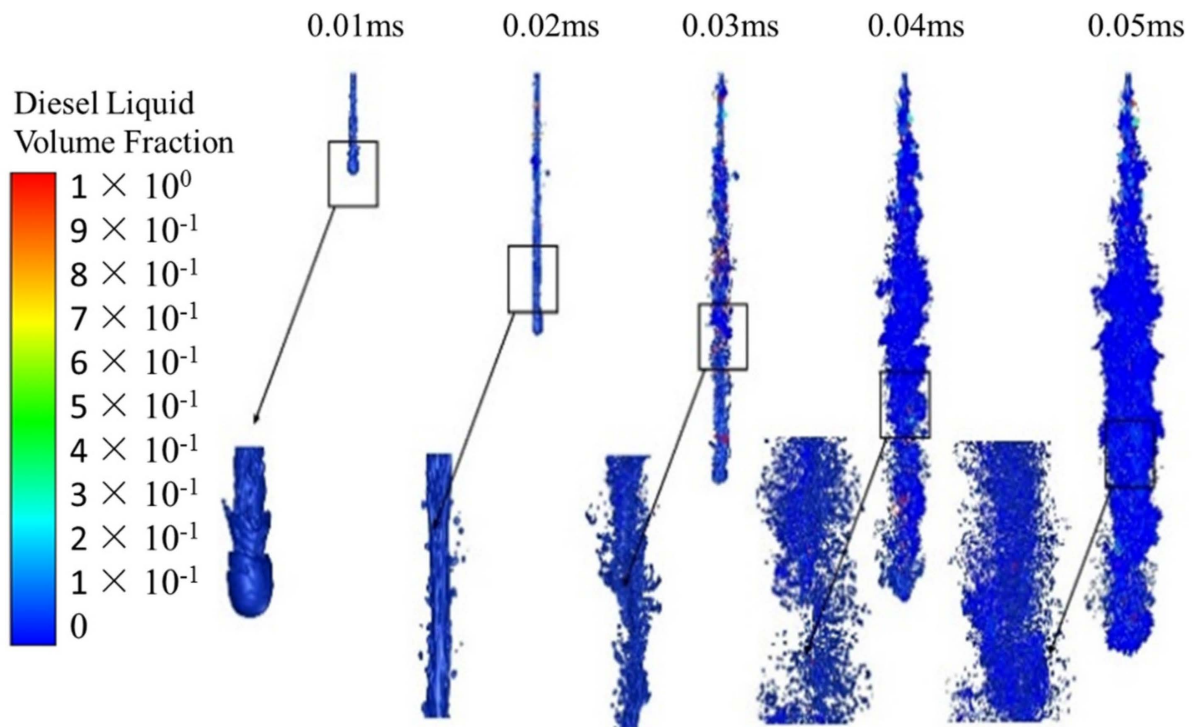 0.01ms 0.02ms 0.03ms 0.04ms 0.05ms
Diesel Liquid
Volume Fraction
1 × 10⁰
9 × 10⁻¹
8 × 10⁻¹
7 × 10⁻¹
6 × 10⁻¹
5 × 10⁻¹
4 × 10⁻¹
3 × 10⁻¹
2 × 10⁻¹
1 × 10⁻¹
0